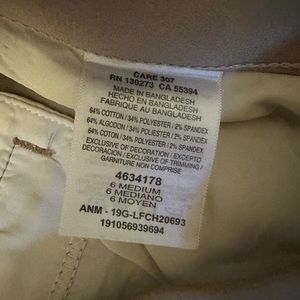 CARE 307
RN 130273 CA 55394
MADE IN BANGLADESH
HECHO EN BANGLADESH
FABRIQUE AU BANGLADESH
64% COTTON / 34% POLYESTER / 2% SPANDEX
64% ALGODON / 34% POLYESTER / 2% SPANDEX
64% COTON / 34% POLYESTER / 2% SPANDEX
EXCLUSIVE OF DECORATION / EXCEPTO
DECORACION / EXCLUSIVE OF TRIMMING /
GARNITURE NON COMPRISE
4634178
6 MEDIUM
6 MEDIANO
6 MOYEN
ANM - 19G-LFCH20693
191056939694